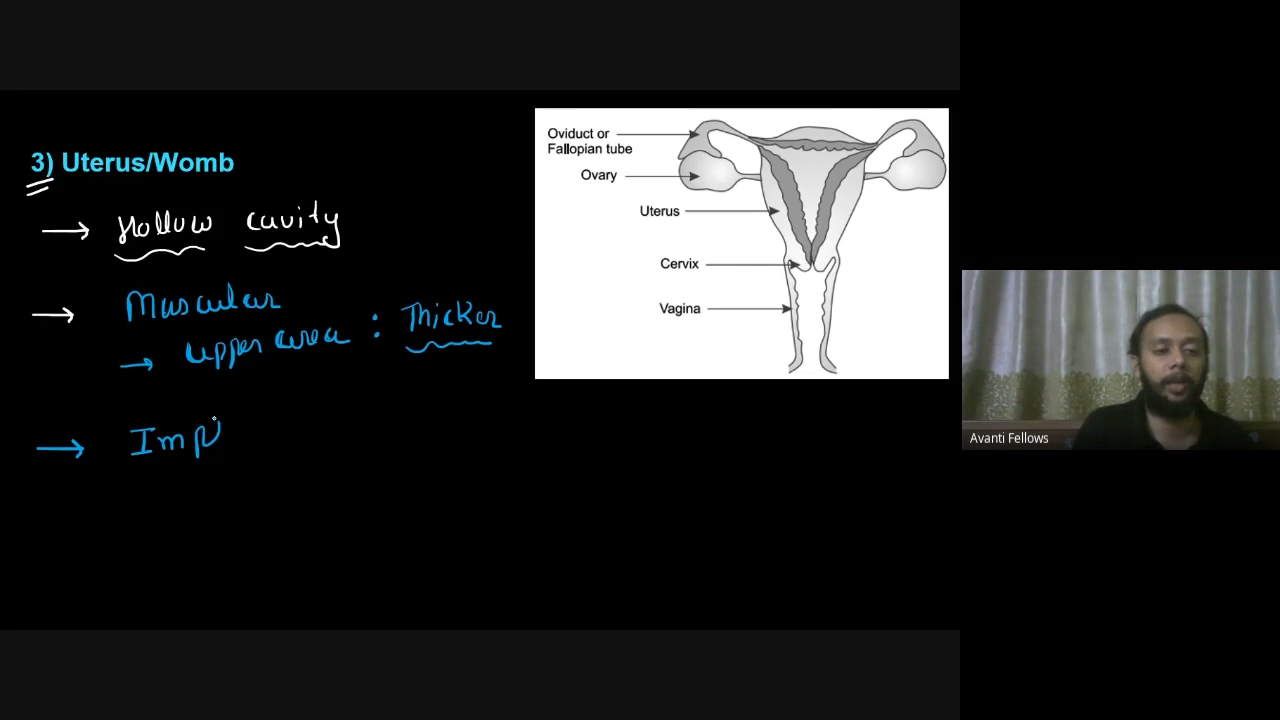 3) Uterus/Womb
→ Hollow cavity
→ Muscular
→ upper area : Thicker
→ Imp
Oviduct or
Fallopian tube
Ovary
Uterus
Cervix
Vagina
Avanti Fellows